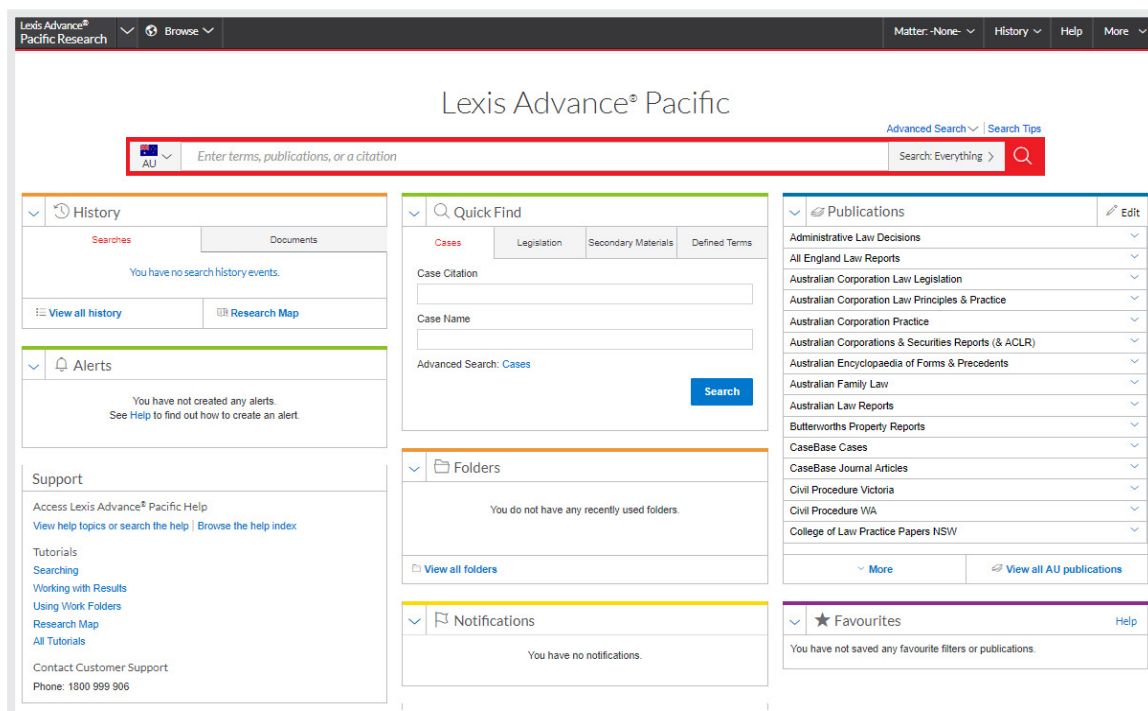 Lexis Advance®
Pacific Research
Browse
Matter: -None-
History
Help
More
Lexis Advance® Pacific
Advanced Search | Search Tips
AU
Enter terms, publications, or a citation
Search: Everything
History
Searches
Documents
You have no search history events.
View all history
Research Map
Alerts
You have not created any alerts.
See Help to find out how to create an alert.
Support
Access Lexis Advance® Pacific Help
View help topics or search the help | Browse the help index
Tutorials
Searching
Working with Results
Using Work Folders
Research Map
All Tutorials
Contact Customer Support
Phone: 1800 999 906
Quick Find
Cases
Legislation
Secondary Materials
Defined Terms
Case Citation
Case Name
Advanced Search: Cases
Search
Folders
You do not have any recently used folders.
View all folders
Notifications
You have no notifications.
Publications
Edit
Administrative Law Decisions
All England Law Reports
Australian Corporation Law Legislation
Australian Corporation Law Principles & Practice
Australian Corporation Practice
Australian Corporations & Securities Reports (& ACLR)
Australian Encyclopaedia of Forms & Precedents
Australian Family Law
Australian Law Reports
Butterworths Property Reports
CaseBase Cases
CaseBase Journal Articles
Civil Procedure Victoria
Civil Procedure WA
College of Law Practice Papers NSW
More
View all AU publications
Favourites
Help
You have not saved any favourite filters or publications.